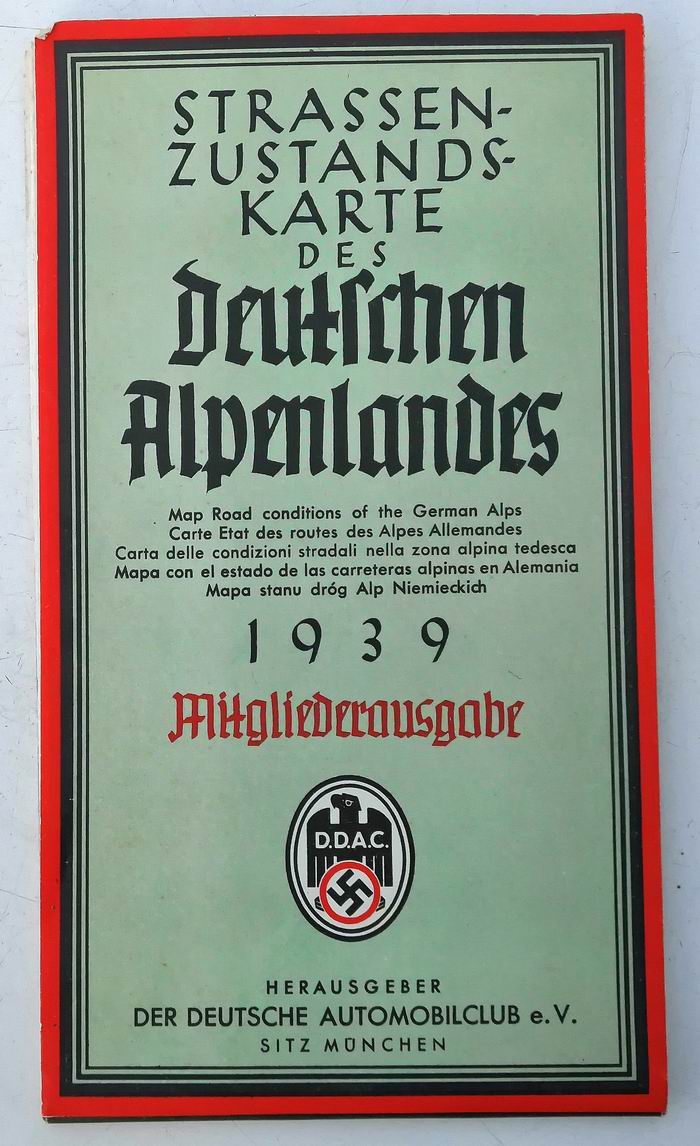 STRASSEN-
ZUSTANDS-
KARTE
DES
Deutschen
Alpenlandes
Map Road conditions of the German Alps
Carte Etat des routes des Alpes Allemandes
Carta delle condizioni stradali nella zona alpina tedesca
Mapa con el estado de las carreteras alpinas en Alemania
Mapa stanu dróg Alp Niemieckich
1939
Mitgliederausgabe
D.D.A.C.
HERAUSGEBER
DER DEUTSCHE AUTOMOBILCLUB e.V.
SITZ MÜNCHEN